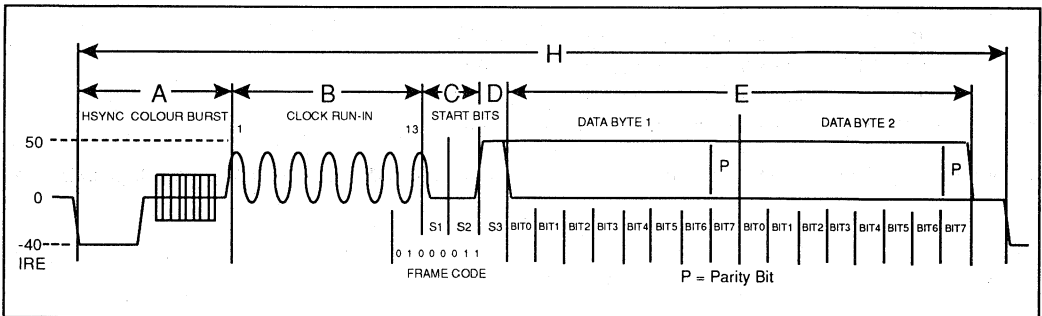 H
A B C D E
HSYNC COLOUR BURST CLOCK RUN-IN START BITS DATA BYTE 1 DATA BYTE 2
1 13
50
P P
0
S1 S2 S3 BIT0 BIT1 BIT2 BIT3 BIT4 BIT5 BIT6 BIT7 BIT0 BIT1 BIT2 BIT3 BIT4 BIT5 BIT6 BIT7
-40
0 1 0 0 0 0 1 1
IRE
FRAME CODE
P = Parity Bit